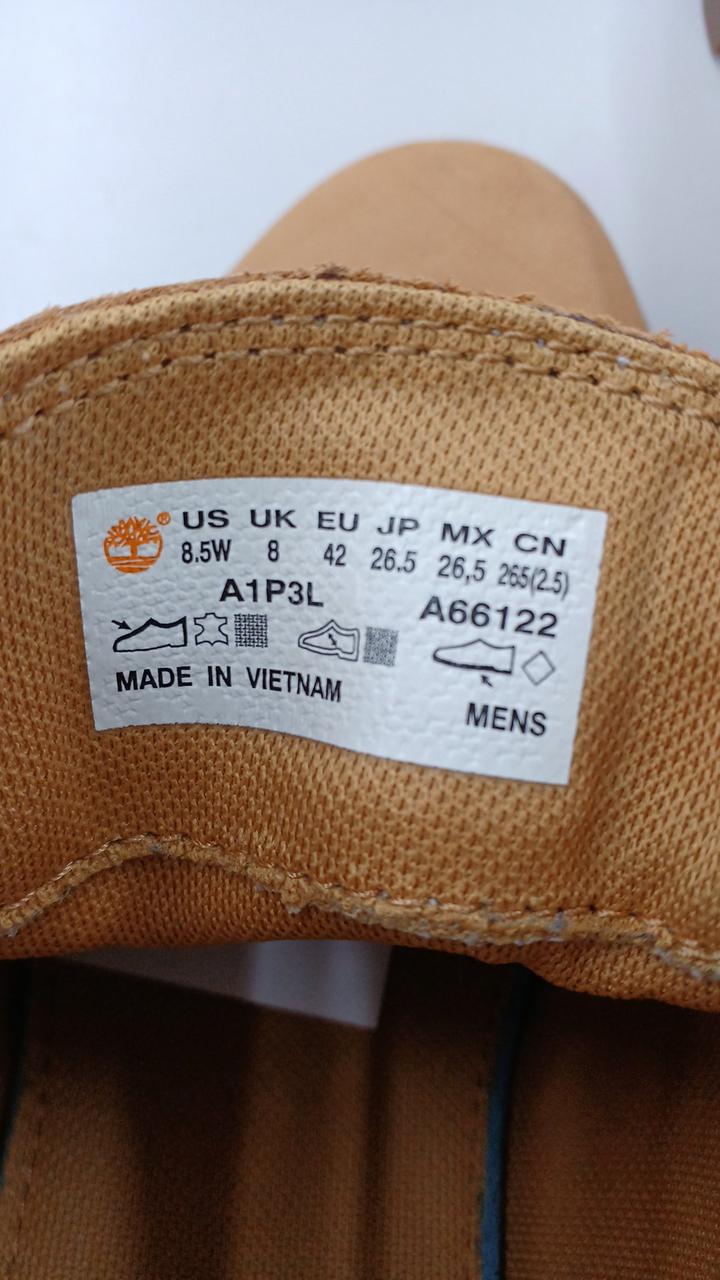 ® US UK EU JP MX CN
8.5W 8 42 26.5 26,5 265(2.5)
A1P3L A66122
MADE IN VIETNAM
MENS